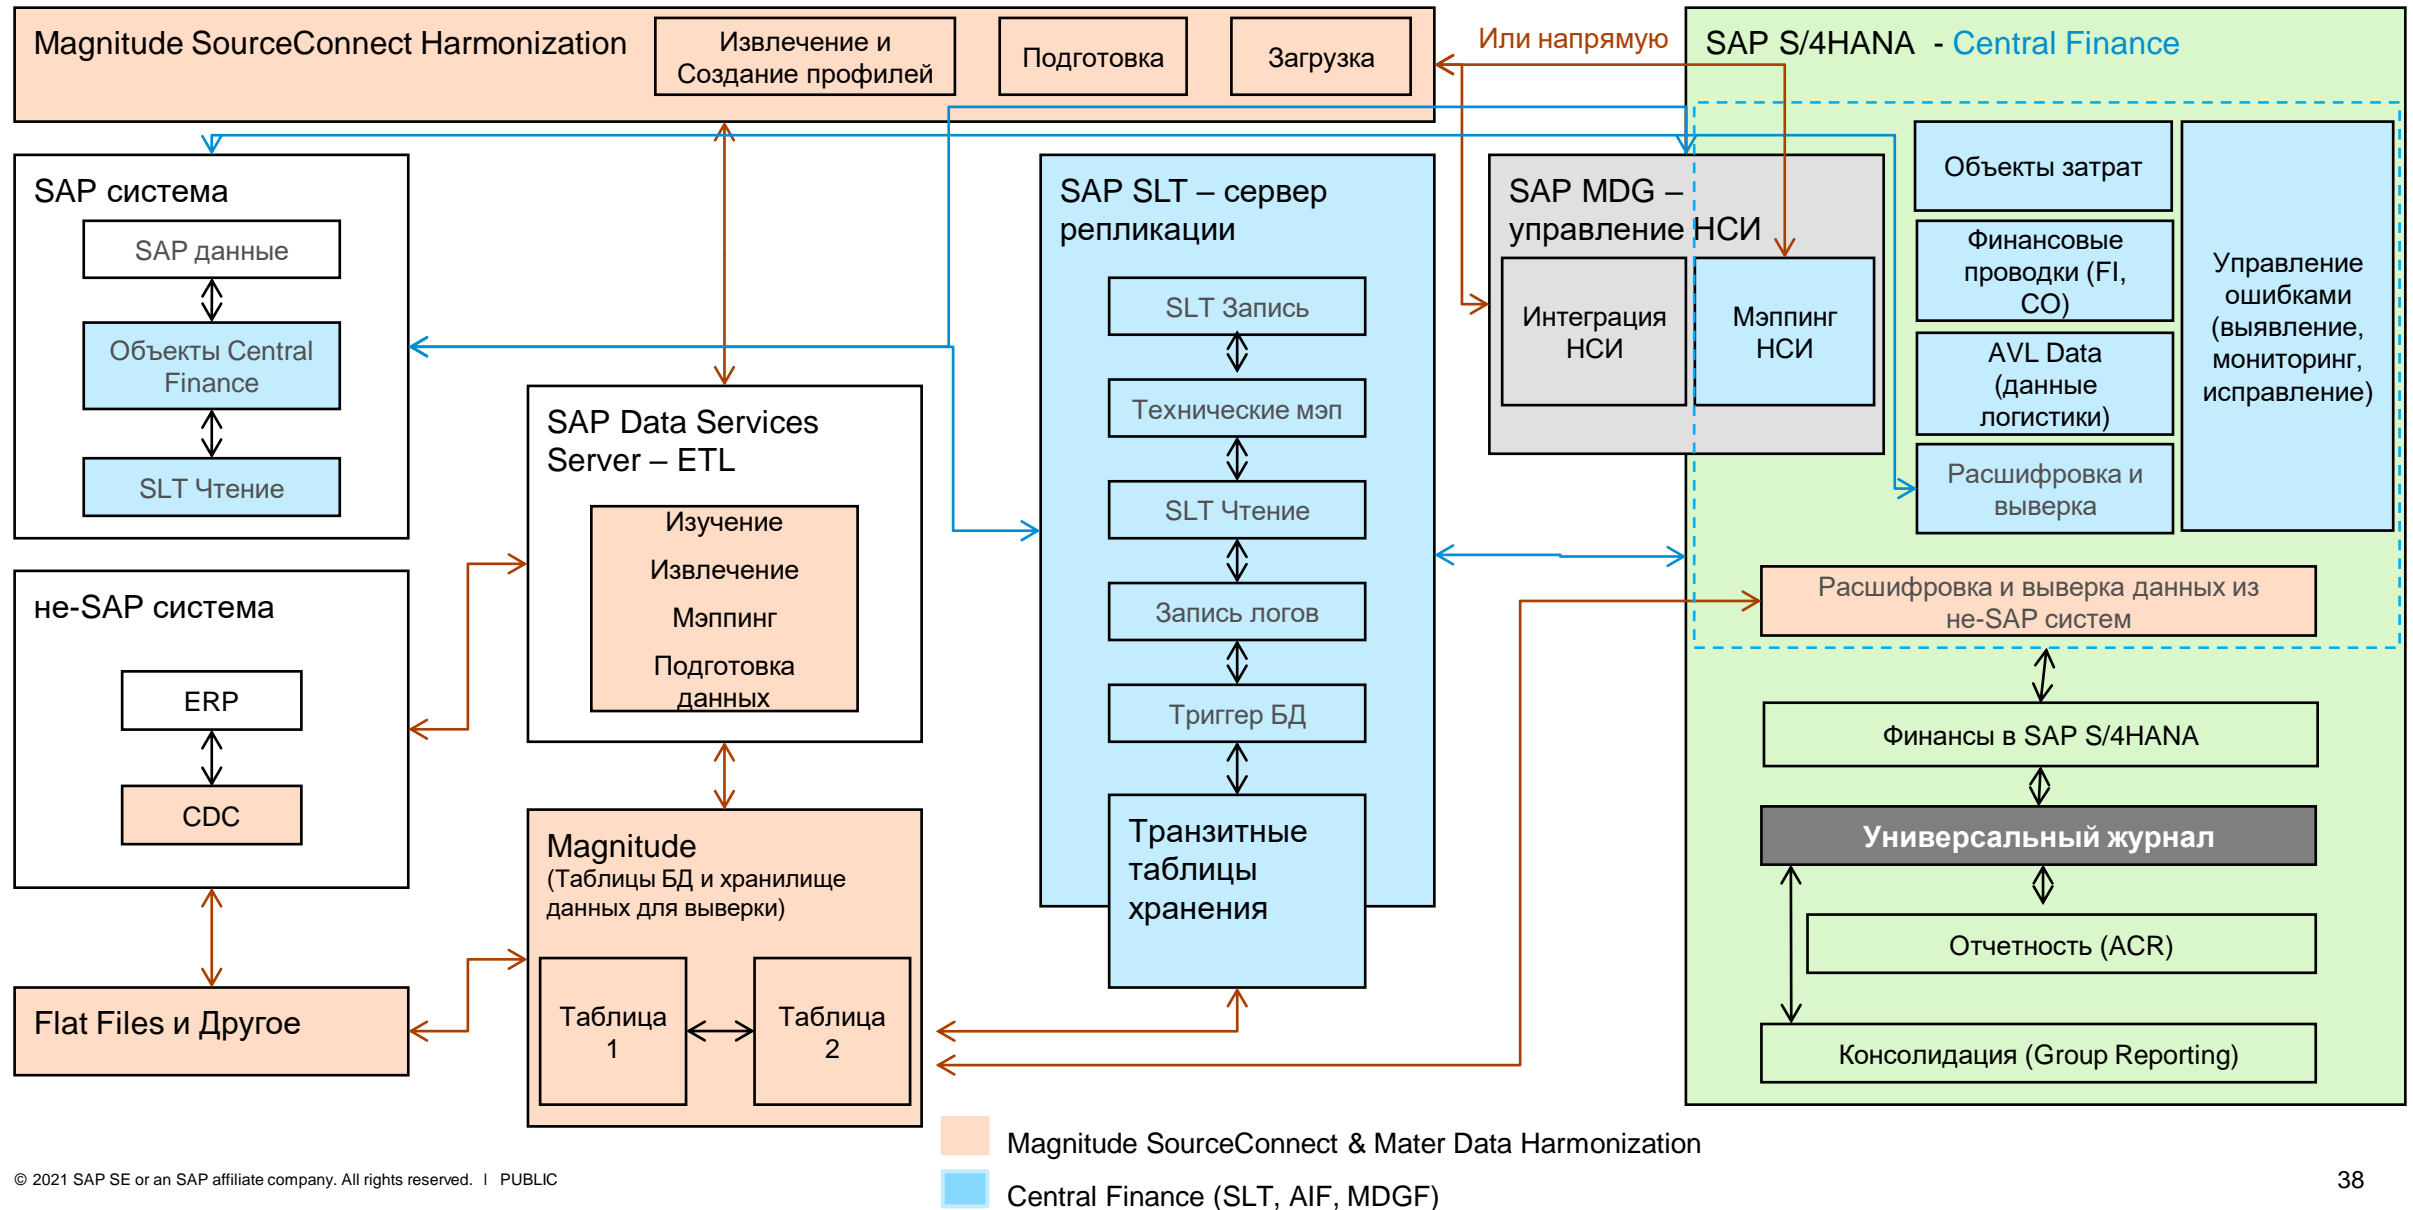 Magnitude SourceConnect Harmonization
Извлечение и
Создание профилей
Подготовка
Загрузка
Или напрямую
SAP S/4HANA - Central Finance
SAP система
SAP данные
Объекты Central
Finance
SLT Чтение
не-SAP система
ERP
CDC
Flat Files и Другое
SAP Data Services
Server – ETL
Изучение
Извлечение
Мэппинг
Подготовка
данных
Magnitude
(Таблицы БД и хранилище
данных для выверки)
Таблица
1
Таблица
2
SAP SLT – сервер
репликации
SLT Запись
Технические мэп
SLT Чтение
Запись логов
Триггер БД
Транзитные
таблицы
хранения
SAP MDG –
управление НСИ
Интеграция
НСИ
Мэппинг
НСИ
Объекты затрат
Финансовые
проводки (FI,
CO)
AVL Data
(данные
логистики)
Расшифровка и
выверка
Управление
ошибками
(выявление,
мониторинг,
исправление)
Расшифровка и выверка данных из
не-SAP систем
Финансы в SAP S/4HANA
Универсальный журнал
Отчетность (ACR)
Консолидация (Group Reporting)
Magnitude SourceConnect & Mater Data Harmonization
Central Finance (SLT, AIF, MDGF)
© 2021 SAP SE or an SAP affiliate company. All rights reserved. ǀ PUBLIC
38